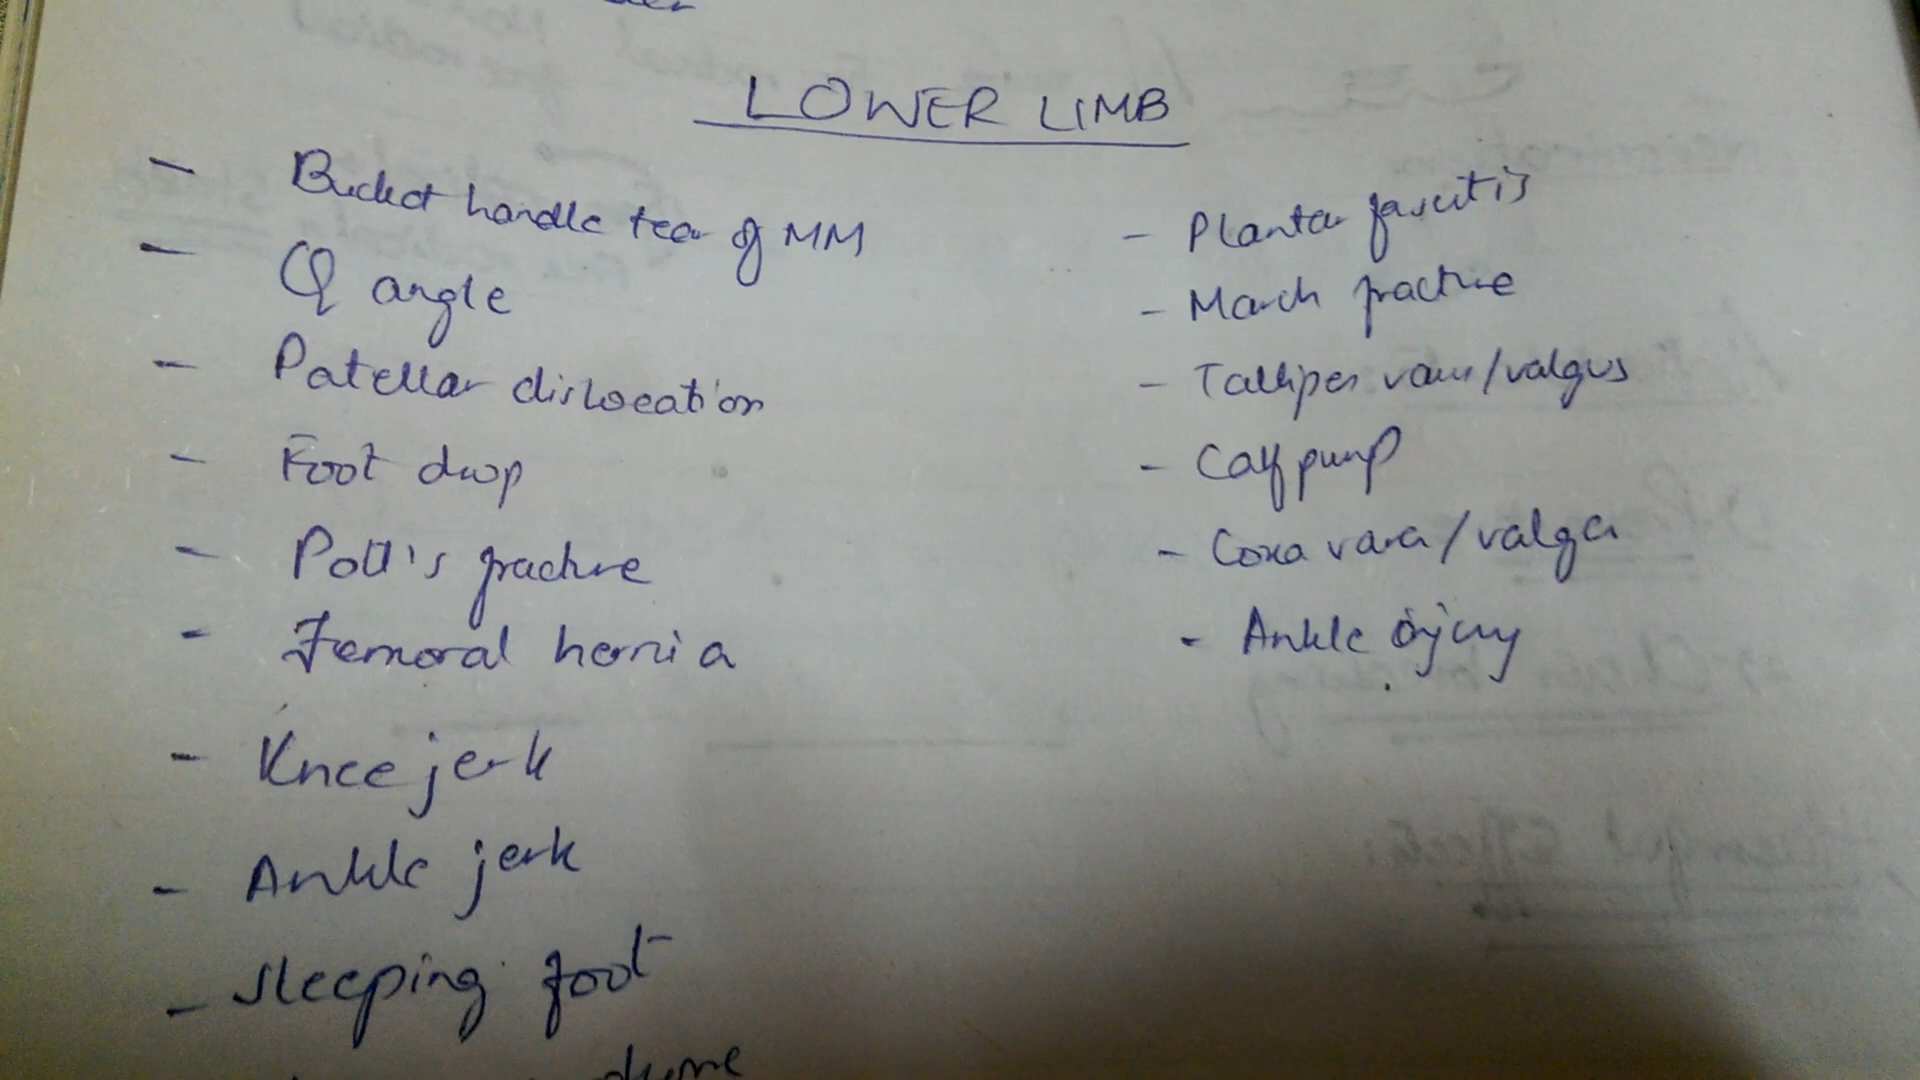 LOWER LIMB
- Bucket handle tear of MM
- Q angle
- Patellar dislocation
- Foot drop
- Pott's fracture
- Femoral hernia
- Knee jerk
- Ankle jerk
- Sleeping foot
- Plantar fascitis
- March fracture
- Tallipes varus/valgus
- Calf pump
- Coxa vara/valga
- Ankle injury